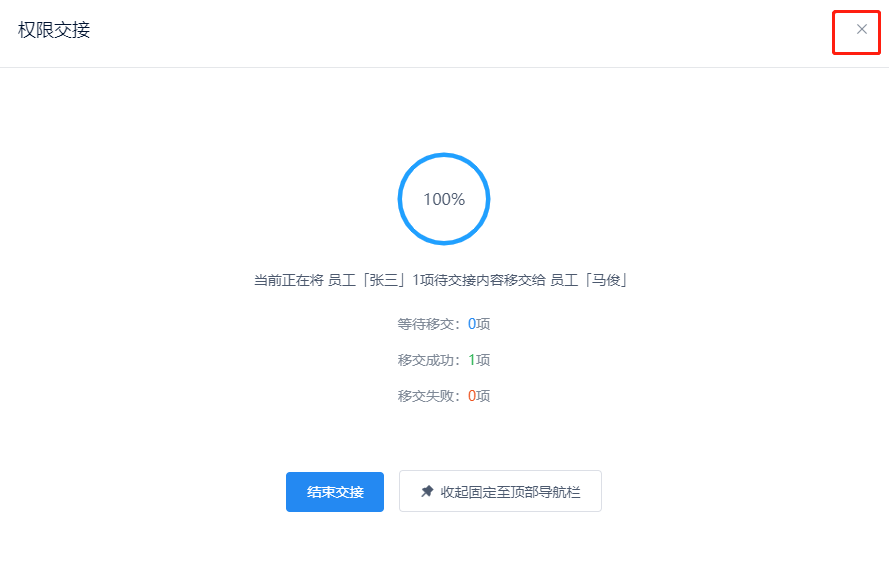 权限交接
100%
当前正在将 员工「张三」1项待交接内容移交给 员工「马俊」
等待移交：0项
移交成功：1项
移交失败：0项
结束交接 收起固定至顶部导航栏